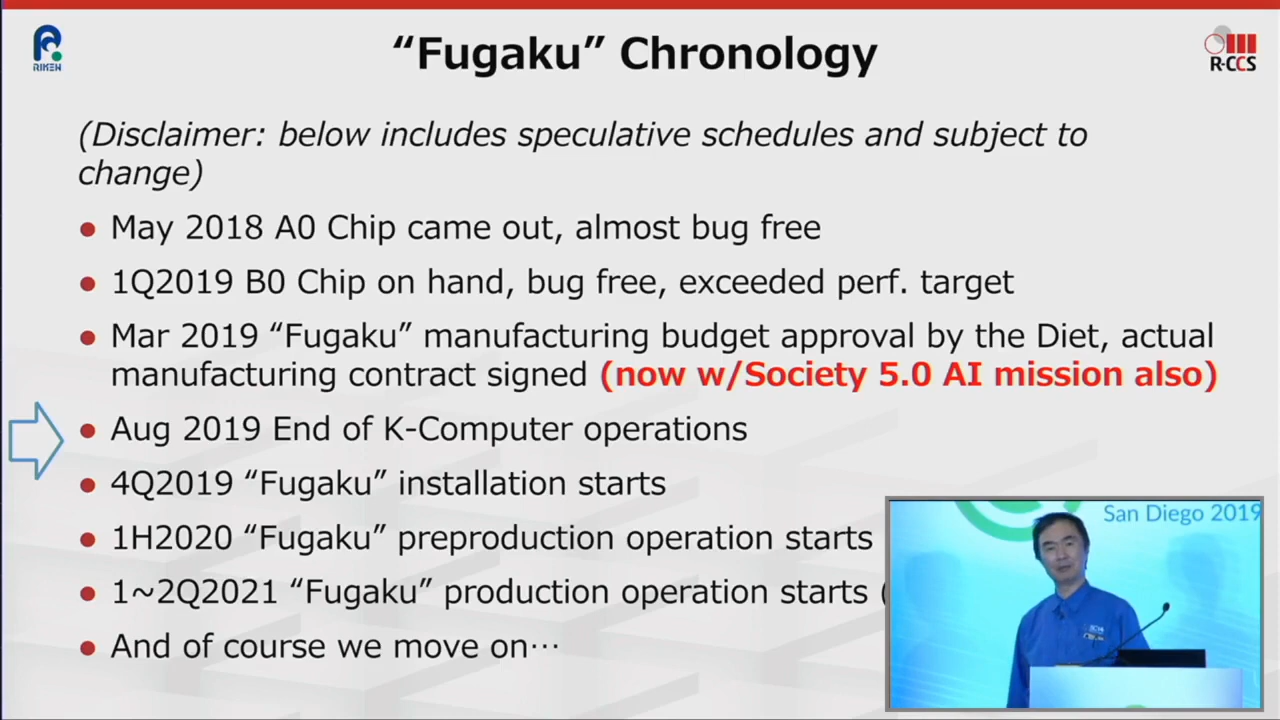 “Fugaku” Chronology
RIKEN
R-CCS
(Disclaimer: below includes speculative schedules and subject to
change)
● May 2018 A0 Chip came out, almost bug free
● 1Q2019 B0 Chip on hand, bug free, exceeded perf. target
● Mar 2019 “Fugaku” manufacturing budget approval by the Diet, actual
manufacturing contract signed (now w/Society 5.0 AI mission also)
● Aug 2019 End of K-Computer operations
● 4Q2019 “Fugaku” installation starts
● 1H2020 “Fugaku” preproduction operation starts
● 1~2Q2021 “Fugaku” production operation starts (
● And of course we move on⋯
San Diego 2019